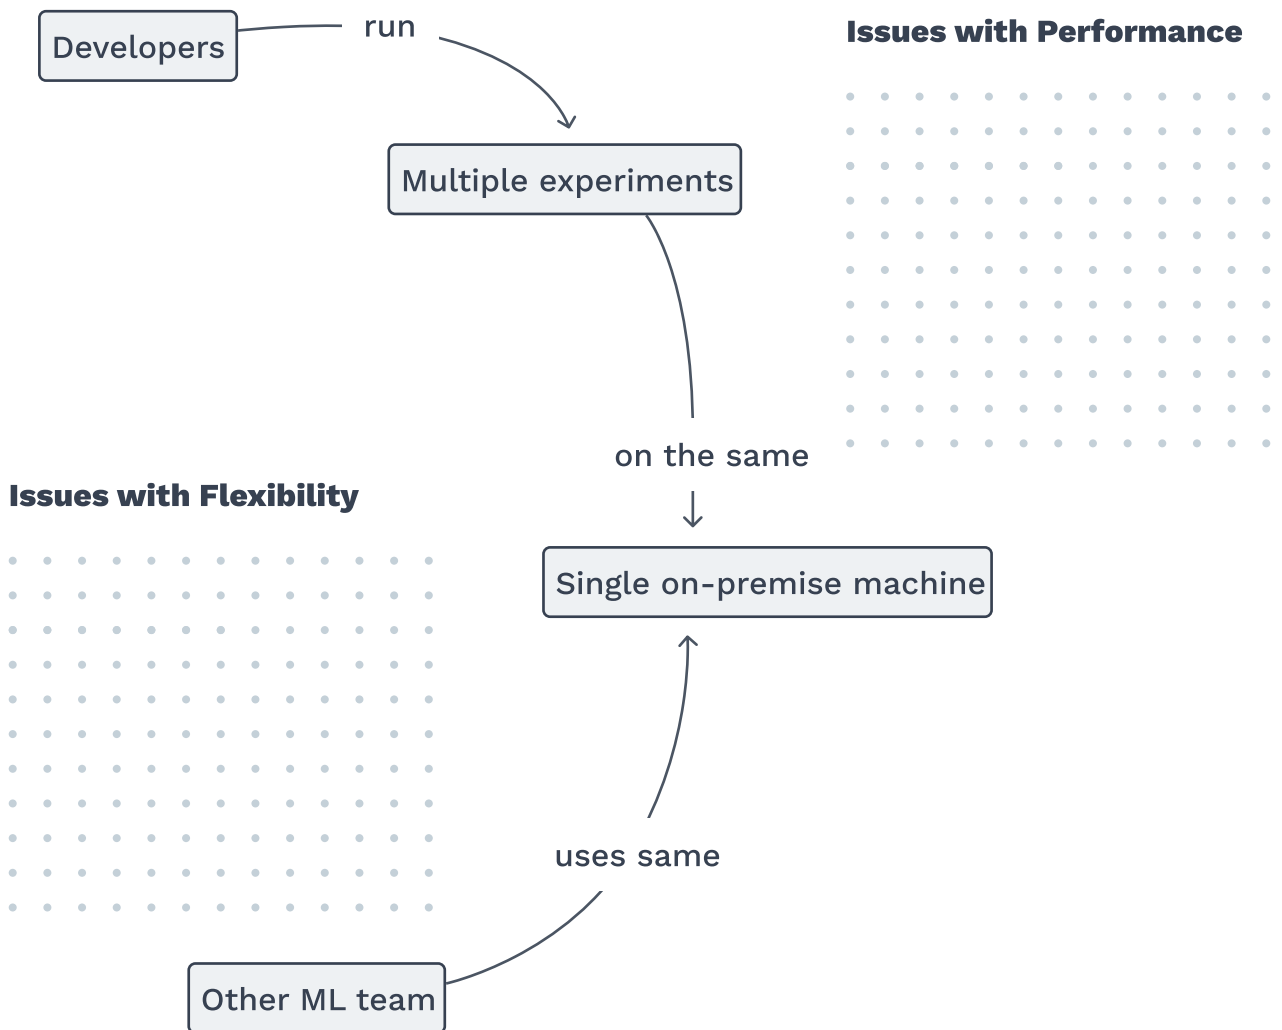 Developers
run
Issues with Performance
Multiple experiments
on the same
Issues with Flexibility
Single on-premise machine
uses same
Other ML team